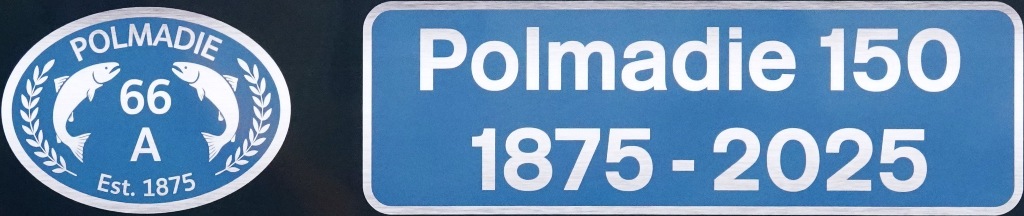 POLMADIE
66
A
Est. 1875
Polmadie 150
1875 - 2025